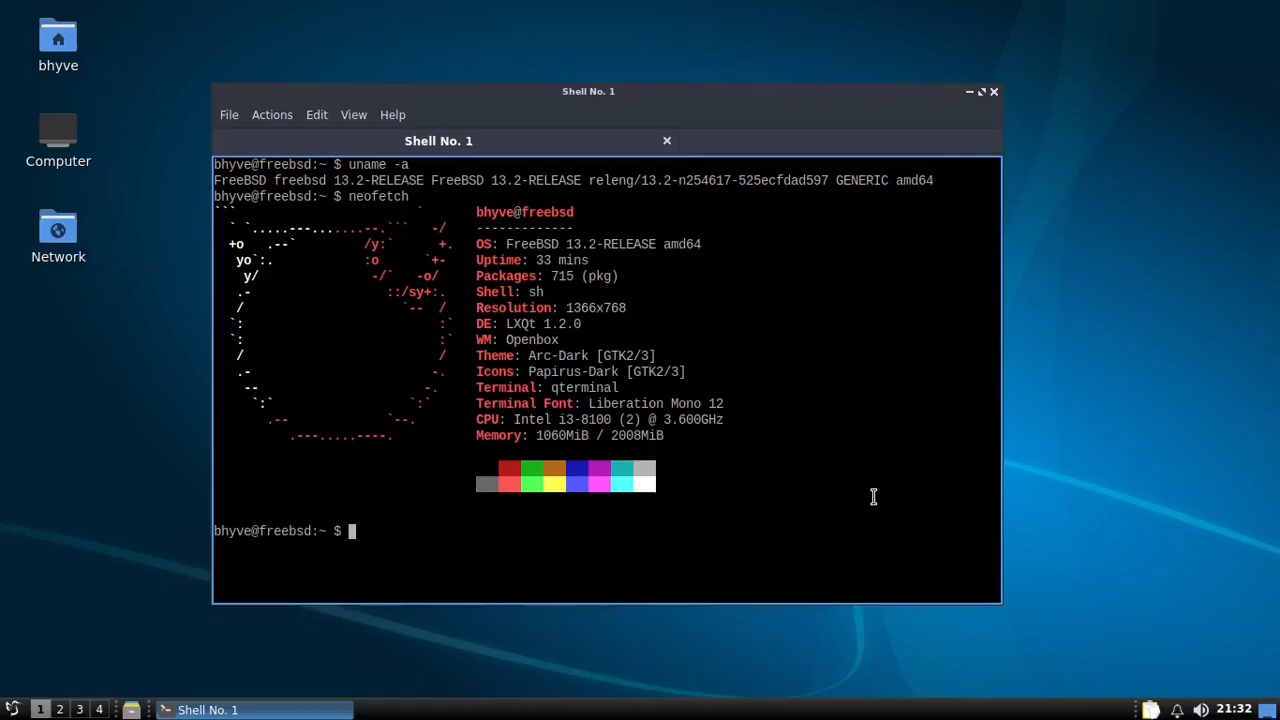 bhyve
Computer
Network
Shell No. 1
File Actions Edit View Help
Shell No. 1
bhyve@freebsd:~ $ uname -a
FreeBSD freebsd 13.2-RELEASE FreeBSD 13.2-RELEASE releng/13.2-n254617-525ecfdad597 GENERIC amd64
bhyve@freebsd:~ $ neofetch
bhyve@freebsd
-------------
OS: FreeBSD 13.2-RELEASE amd64
Uptime: 33 mins
Packages: 715 (pkg)
Shell: sh
Resolution: 1366x768
DE: LXQt 1.2.0
WM: Openbox
Theme: Arc-Dark [GTK2/3]
Icons: Papirus-Dark [GTK2/3]
Terminal: qterminal
Terminal Font: Liberation Mono 12
CPU: Intel i3-8100 (2) @ 3.600GHz
Memory: 1060MiB / 2008MiB
bhyve@freebsd:~ $
1 2 3 4 Shell No. 1 21:32